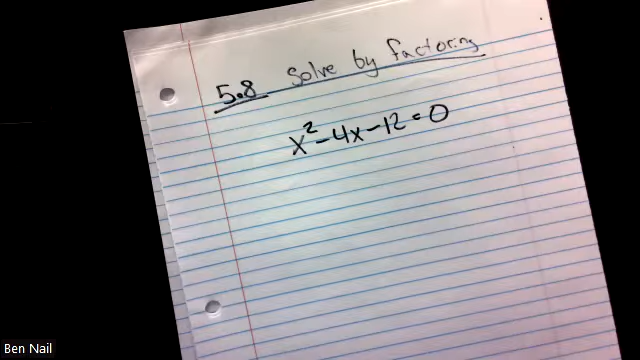 5.8 Solve by factoring
x²-4x-12=0
Ben Nail